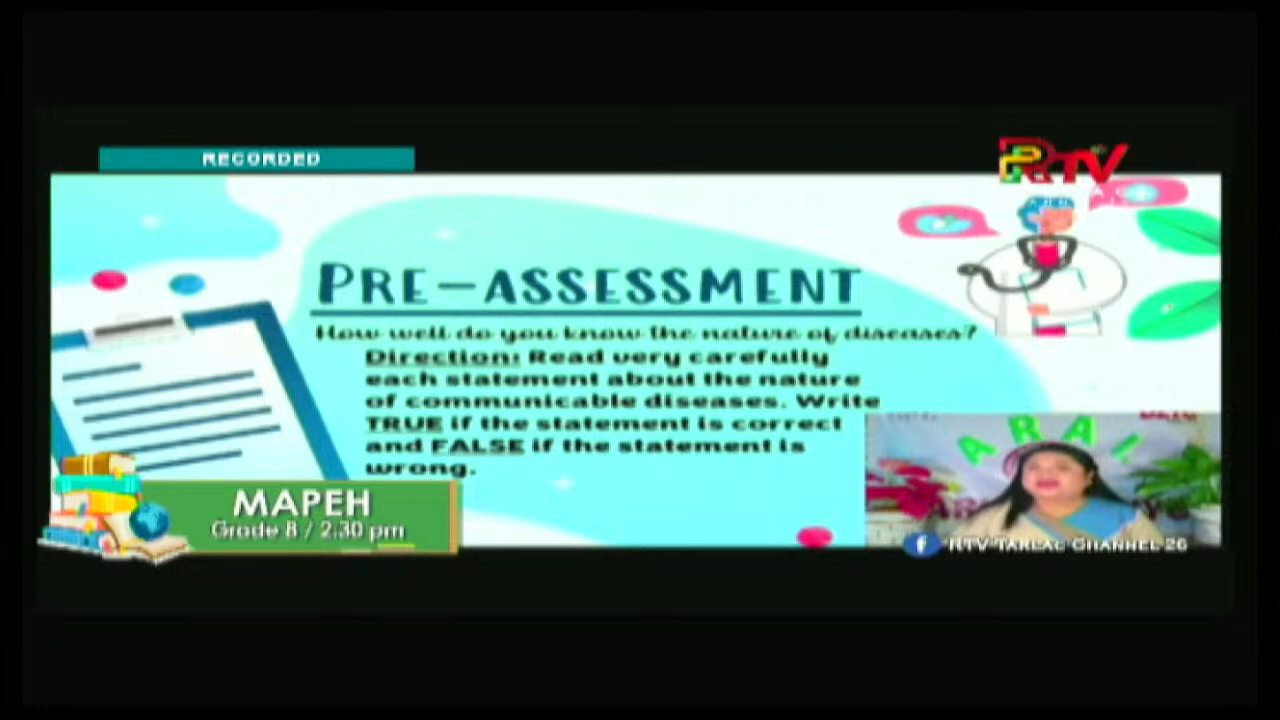 RECORDED
RTV
PRE-ASSESSMENT
How well do you know the nature of diseases?
Direction: Read very carefully
each statement about the nature
of communicable diseases. Write
TRUE if the statement is correct
and FALSE if the statement is
wrong.
ARAL
MAPEH
Grade 8 / 2:30 pm
RTV TARLAC CHANNEL 26